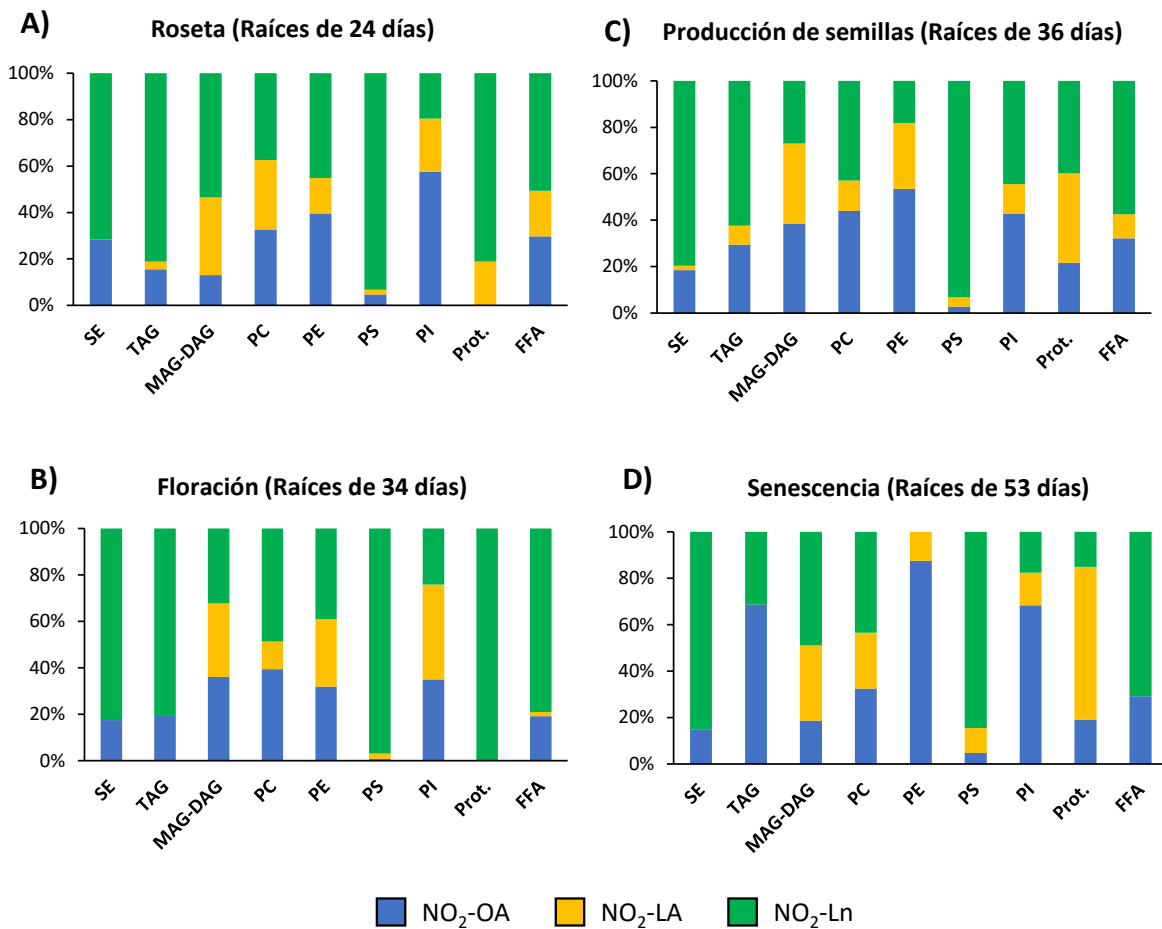 A)
Roseta (Raíces de 24 días)
100%
80%
60%
40%
20%
0%
SE
TAG
MAG-DAG
PC
PE
PS
PI
Prot.
FFA
B)
Floración (Raíces de 34 días)
100%
80%
60%
40%
20%
0%
SE
TAG
MAG-DAG
PC
PE
PS
PI
Prot.
FFA
C)
Producción de semillas (Raíces de 36 días)
100%
80%
60%
40%
20%
0%
SE
TAG
MAG-DAG
PC
PE
PS
PI
Prot.
FFA
D)
Senescencia (Raíces de 53 días)
100%
80%
60%
40%
20%
0%
SE
TAG
MAG-DAG
PC
PE
PS
PI
Prot.
FFA
NO₂-OA
NO₂-LA
NO₂-Ln